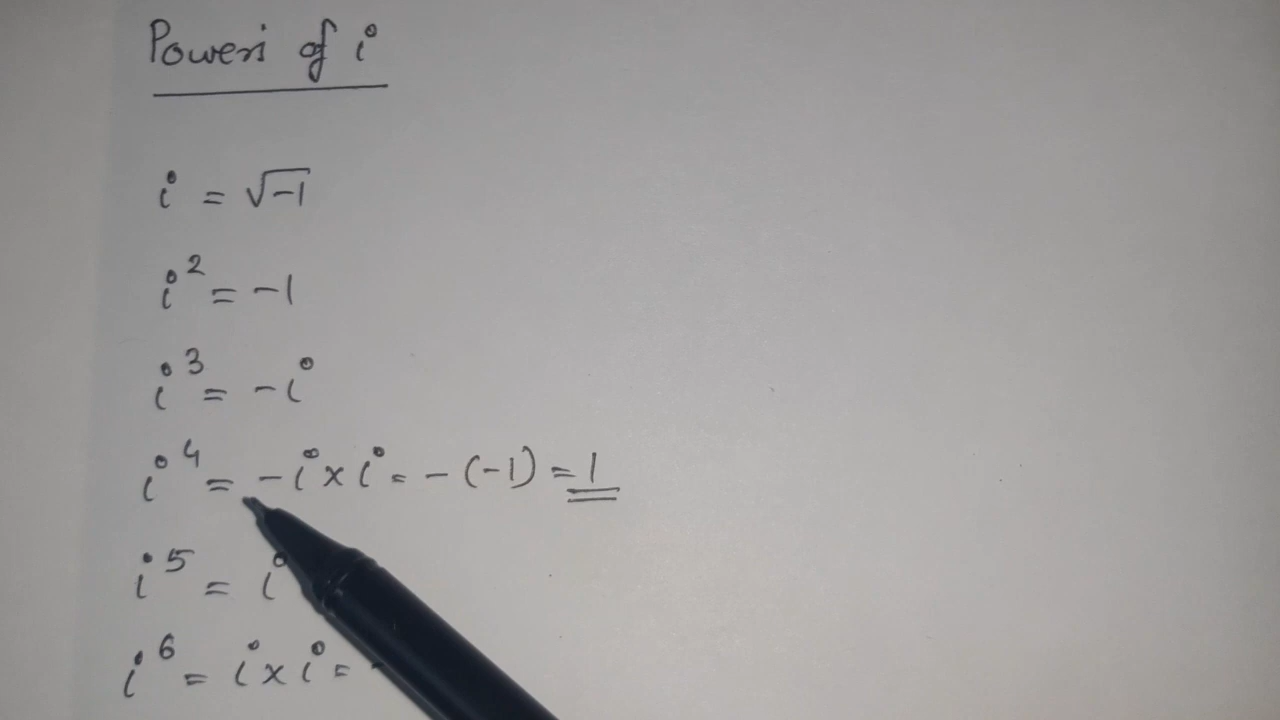 Powers of i
i = √-1
i² = -1
i³ = -i
i⁴ = -i × i = -(-1) = 1
i⁵ = i
i⁶ = i × i = -